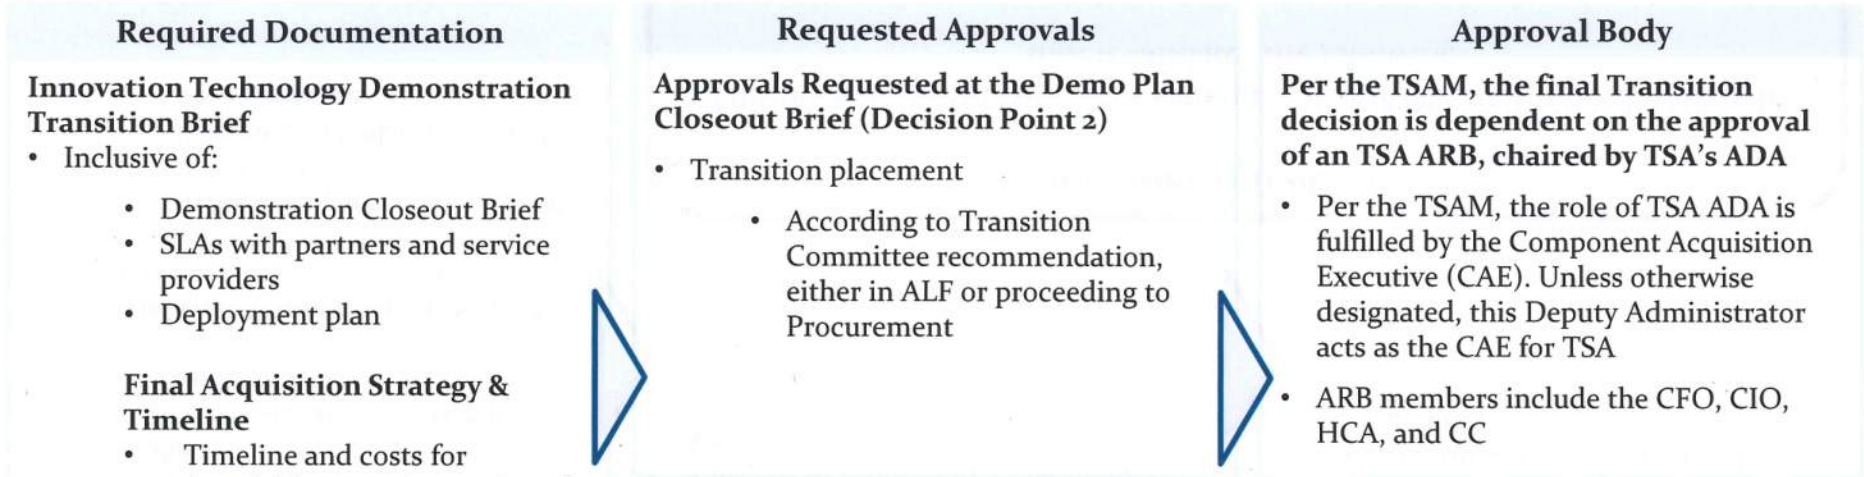 Required Documentation
Innovation Technology Demonstration
Transition Brief
• Inclusive of:
• Demonstration Closeout Brief
• SLAs with partners and service
providers
• Deployment plan
Final Acquisition Strategy &
Timeline
• Timeline and costs for
Requested Approvals
Approvals Requested at the Demo Plan
Closeout Brief (Decision Point 2)
• Transition placement
• According to Transition
Committee recommendation,
either in ALF or proceeding to
Procurement
Approval Body
Per the TSAM, the final Transition
decision is dependent on the approval
of an TSA ARB, chaired by TSA's ADA
• Per the TSAM, the role of TSA ADA is
fulfilled by the Component Acquisition
Executive (CAE). Unless otherwise
designated, this Deputy Administrator
acts as the CAE for TSA
• ARB members include the CFO, CIO,
HCA, and CC